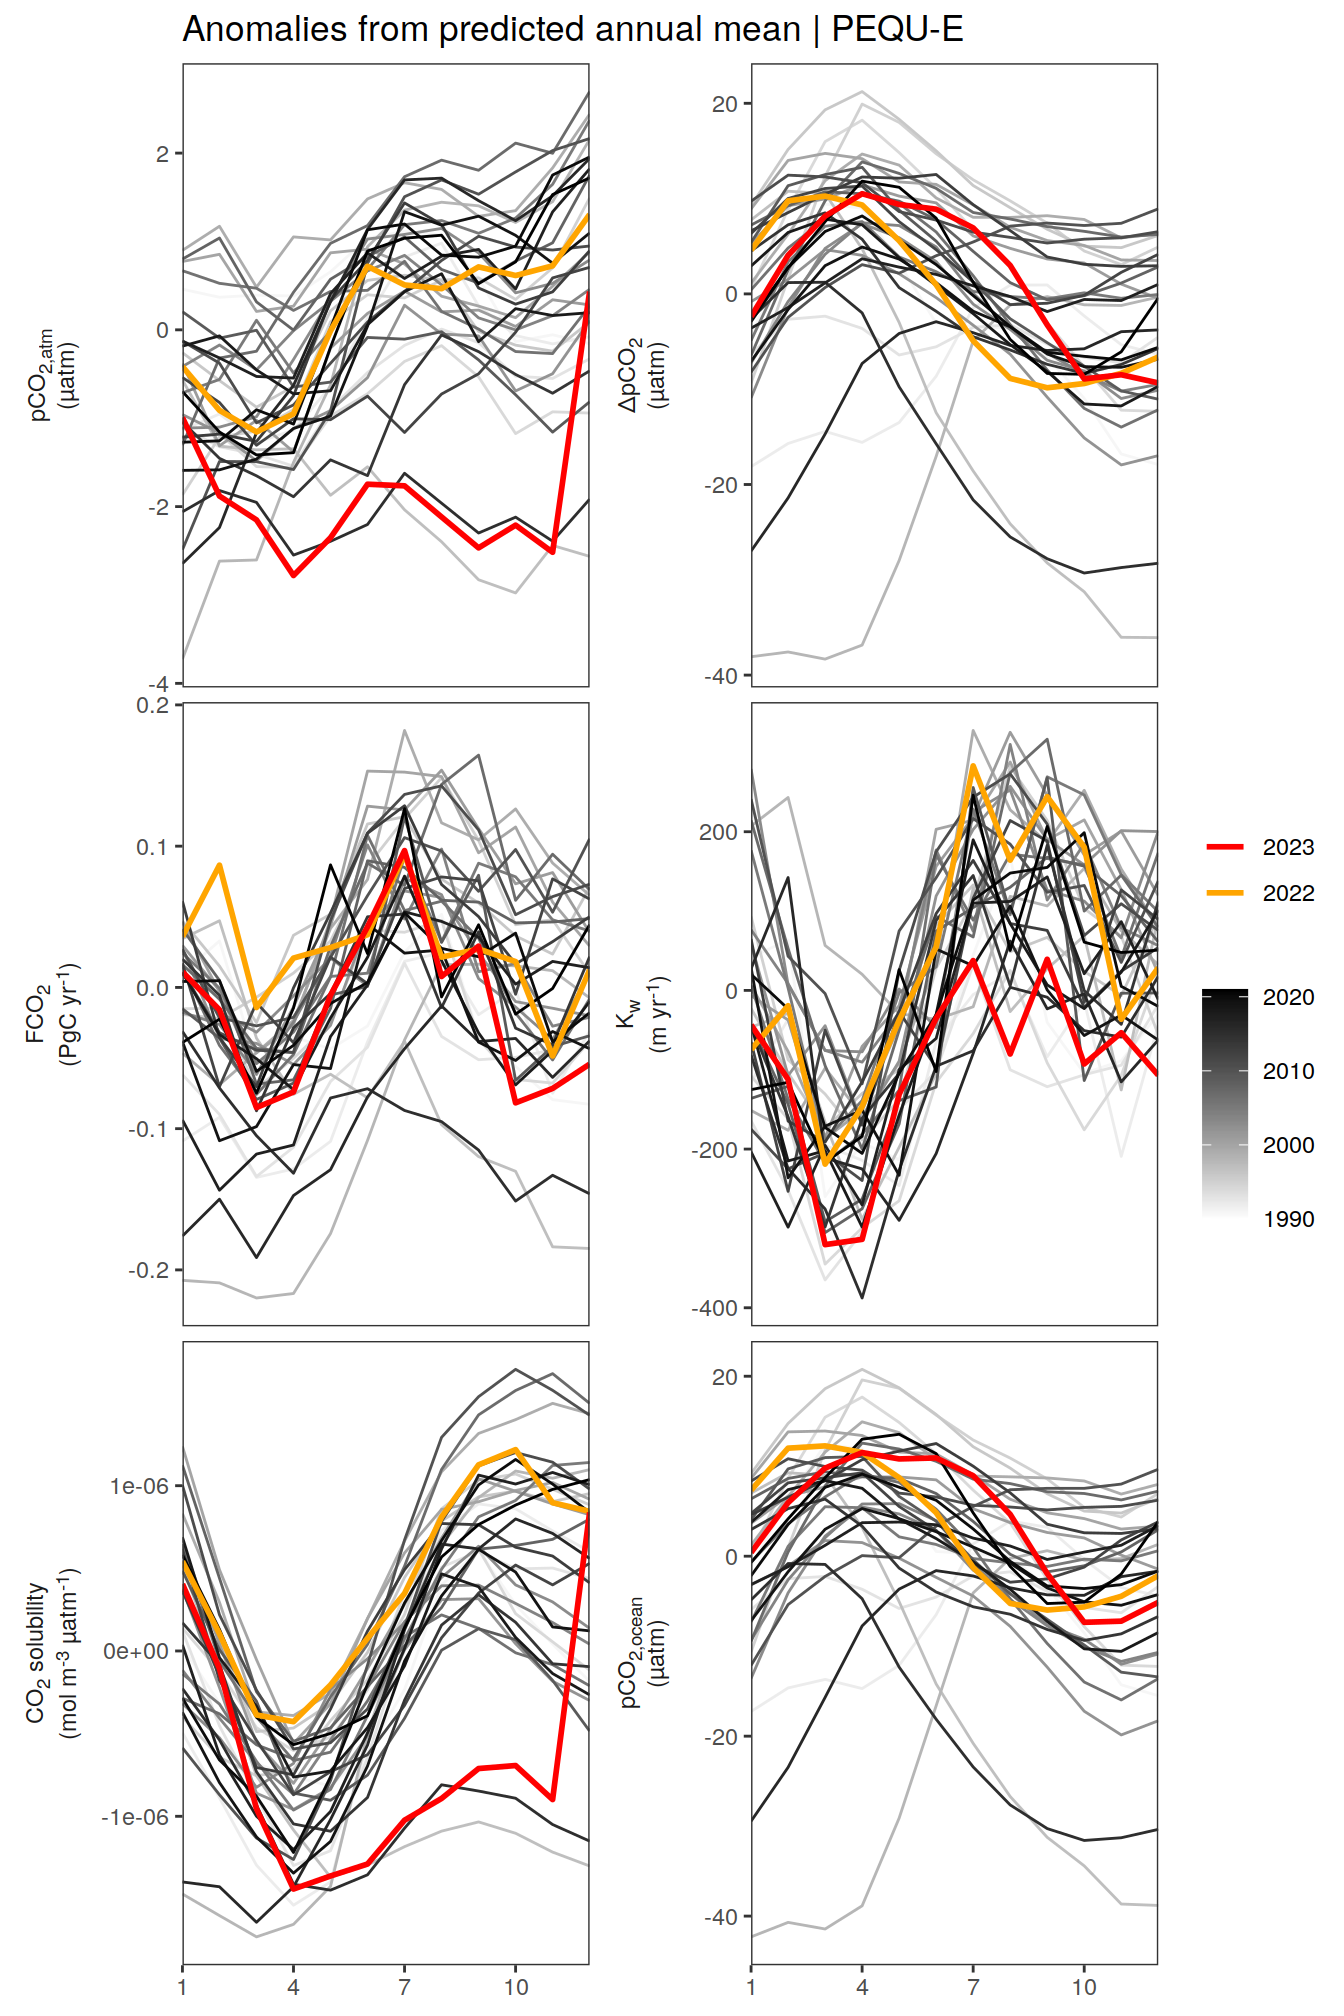 Anomalies from predicted annual mean | PEQU-E
pCO2,atm
(µatm)
2
0
-2
-4
ΔpCO2
(µatm)
20
0
-20
-40
FCO2
(PgC yr-1)
0.2
0.1
0.0
-0.1
-0.2
Kw
(m yr-1)
200
0
-200
-400
CO2 solubility
(mol m-3 µatm-1)
1e-06
0e+00
-1e-06
1
4
7
10
pCO2,ocean
(µatm)
20
0
-20
-40
1
4
7
10
2023
2022
2020
2010
2000
1990